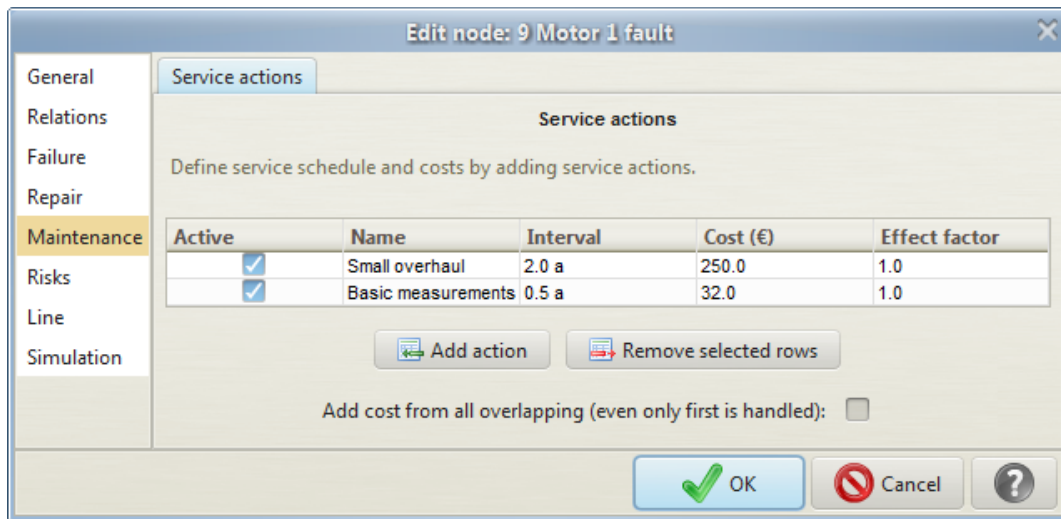 Edit node: 9 Motor 1 fault
General
Relations
Failure
Repair
Maintenance
Risks
Line
Simulation
Service actions
Service actions
Define service schedule and costs by adding service actions.
Active Name Interval Cost (€) Effect factor
Small overhaul 2.0 a 250.0 1.0
Basic measurements 0.5 a 32.0 1.0
Add action Remove selected rows
Add cost from all overlapping (even only first is handled):
OK Cancel ?